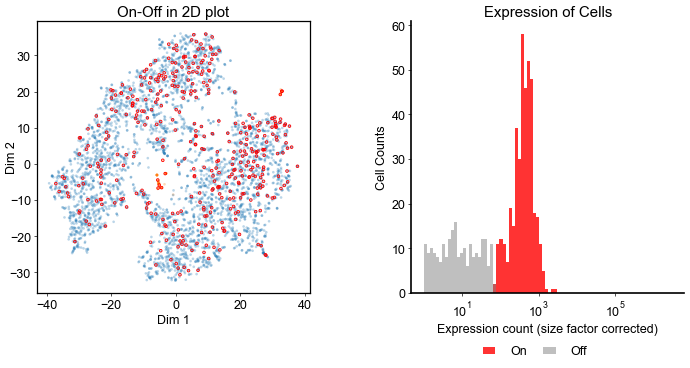 On-Off in 2D plot
Dim 2
30
20
10
0
−10
−20
−30
−40 −20 0 20 40
Dim 1
Expression of Cells
Cell Counts
60
50
40
30
20
10
0
10^1 10^3 10^5
Expression count (size factor corrected)
On Off